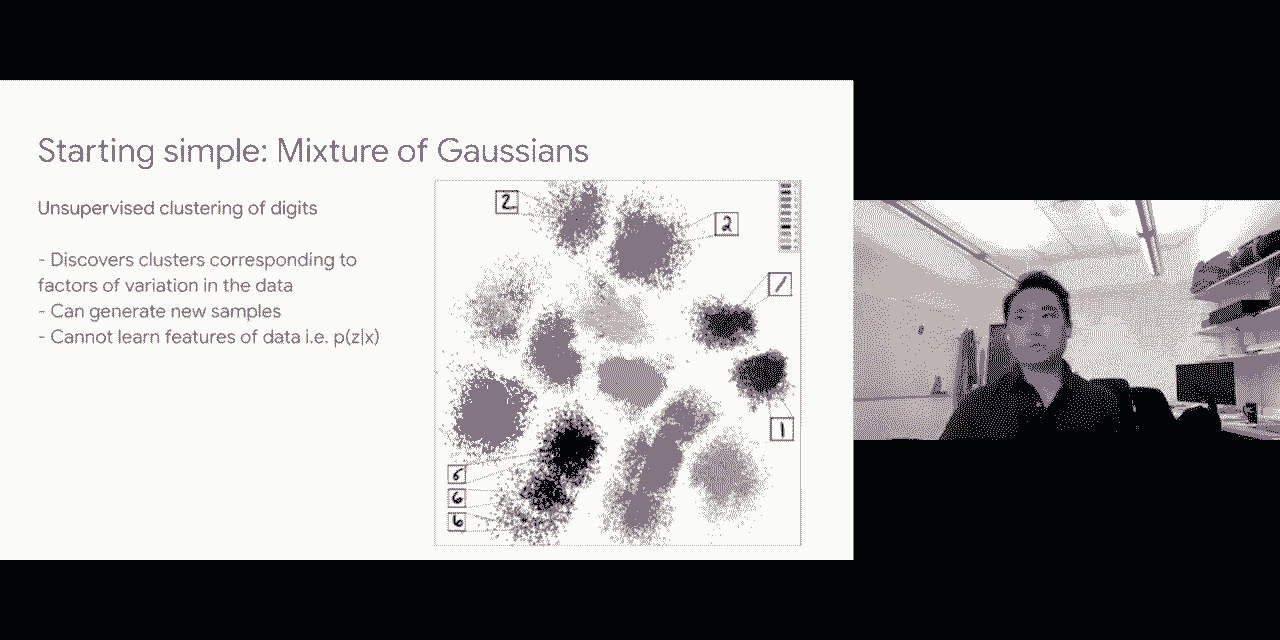 Starting simple: Mixture of Gaussians
Unsupervised clustering of digits
- Discovers clusters corresponding to
factors of variation in the data
- Can generate new samples
- Cannot learn features of data i.e. p(z|x)
2
2
1
1
6
6
6